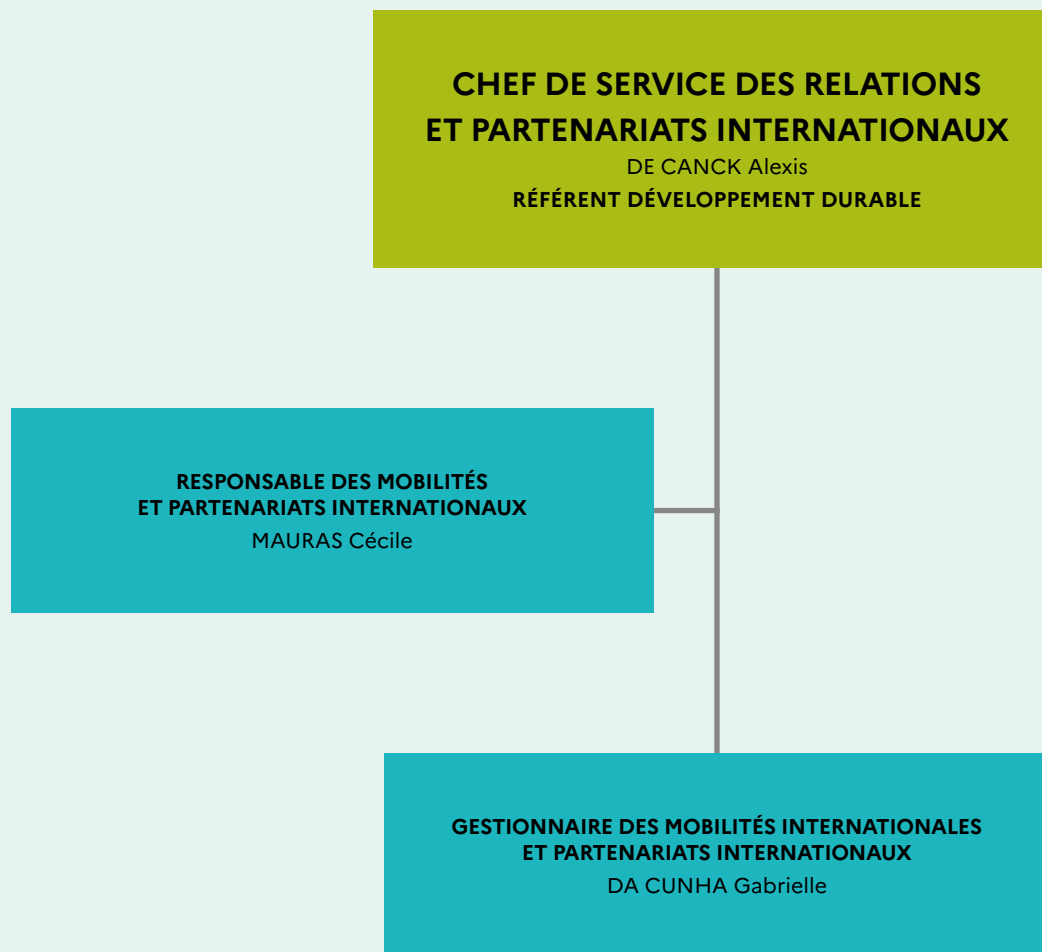 CHEF DE SERVICE DES RELATIONS
ET PARTENARIATS INTERNATIONAUX
DE CANCK Alexis
RÉFÉRENT DÉVELOPPEMENT DURABLE
RESPONSABLE DES MOBILITÉS
ET PARTENARIATS INTERNATIONAUX
MAURAS Cécile
GESTIONNAIRE DES MOBILITÉS INTERNATIONALES
ET PARTENARIATS INTERNATIONAUX
DA CUNHA Gabrielle